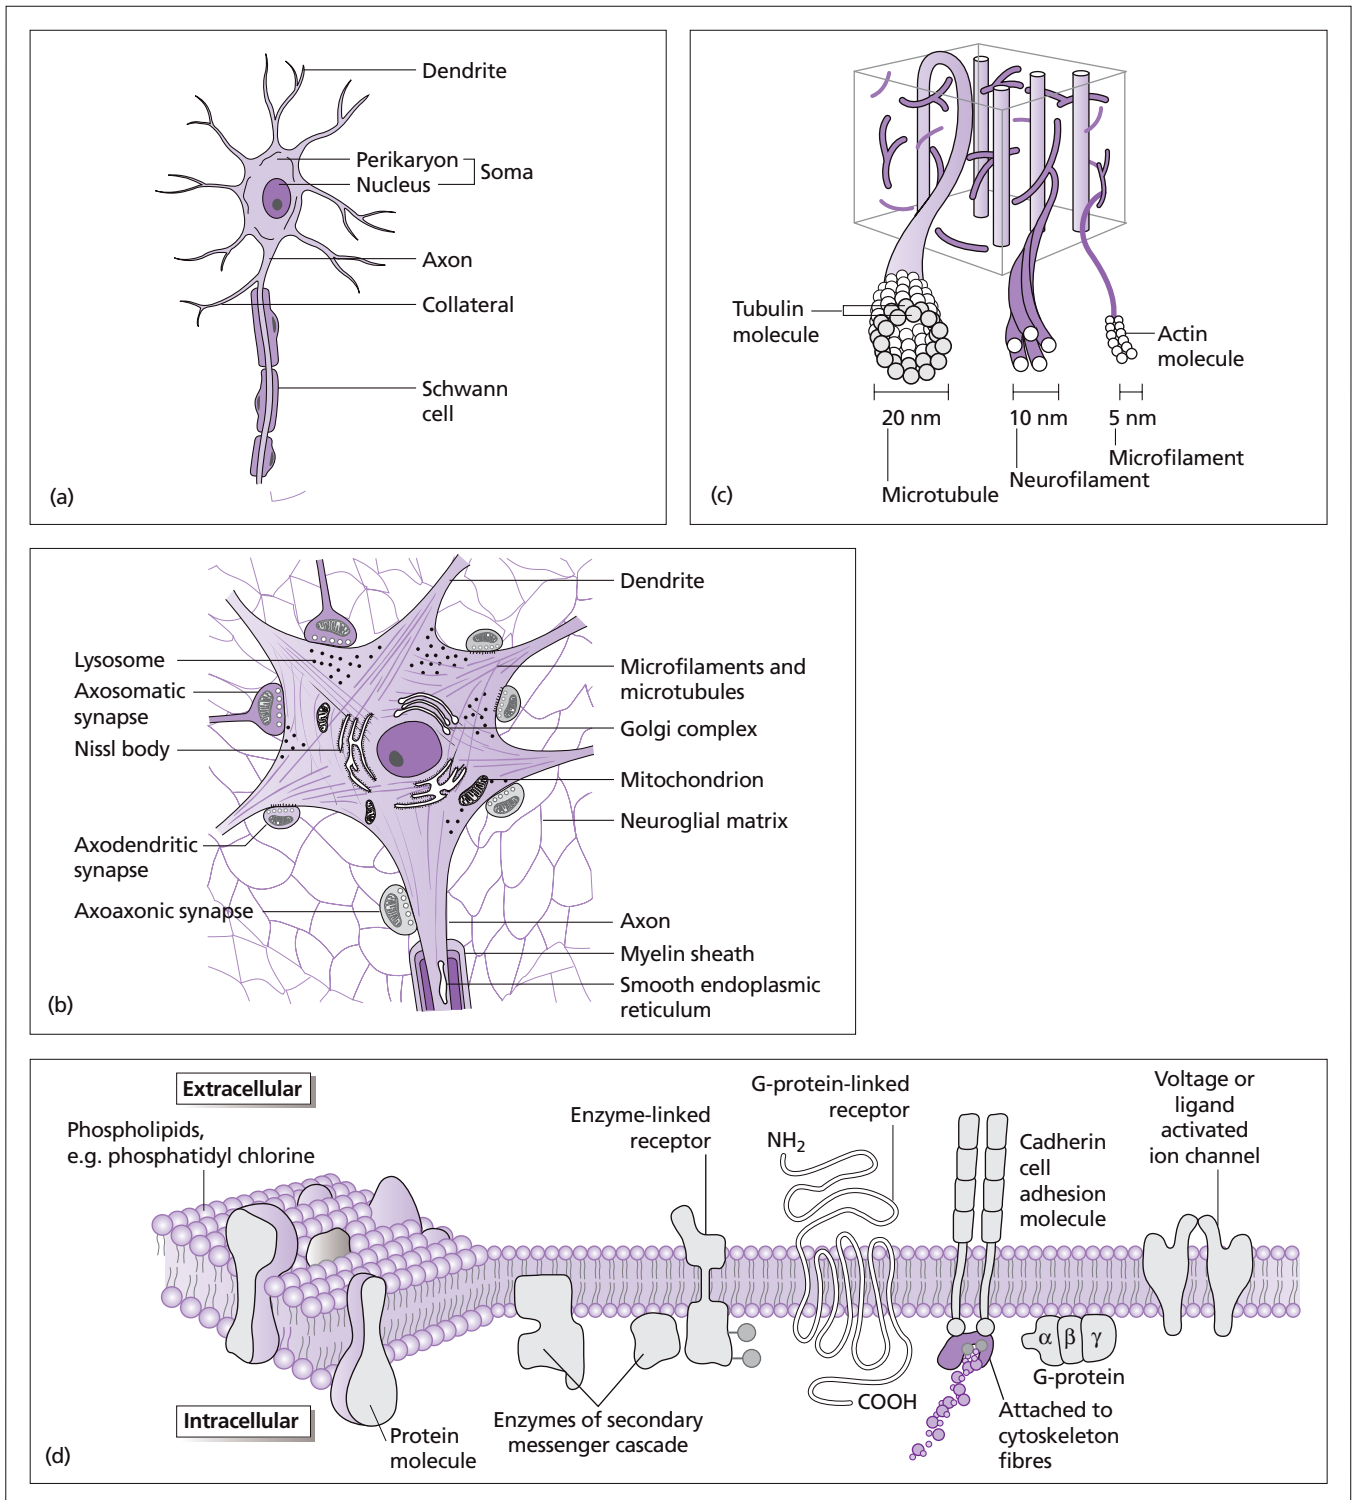 Dendrite
Perikaryon
Nucleus
Soma
Axon
Collateral
Schwann
cell
(a)
Tubulin
molecule
Actin
molecule
20 nm
10 nm
5 nm
Microfilament
Neurofilament
Microtubule
(c)
Dendrite
Lysosome
Microfilaments and
microtubules
Axosomatic
synapse
Golgi complex
Nissl body
Mitochondrion
Neuroglial matrix
Axodendritic
synapse
Axoaxonic synapse
Axon
Myelin sheath
Smooth endoplasmic
reticulum
(b)
Extracellular
Phospholipids,
e.g. phosphatidyl chlorine
Enzyme-linked
receptor
G-protein-linked
receptor
NH2
Cadherin
cell
adhesion
molecule
Voltage or
ligand
activated
ion channel
α β γ
G-protein
COOH
Attached to
cytoskeleton
fibres
Enzymes of secondary
messenger cascade
Intracellular
Protein
molecule
(d)